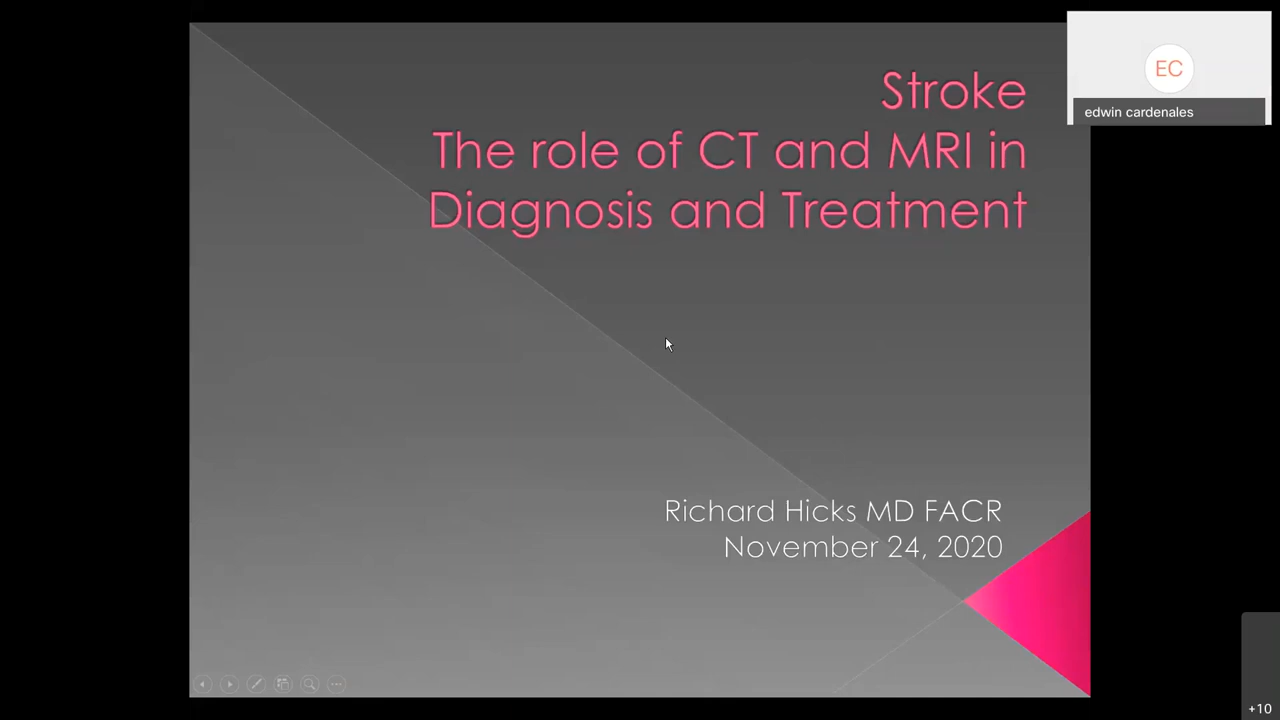 Stroke
The role of CT and MRI in
Diagnosis and Treatment
EC
edwin cardenales
Richard Hicks MD FACR
November 24, 2020
+10